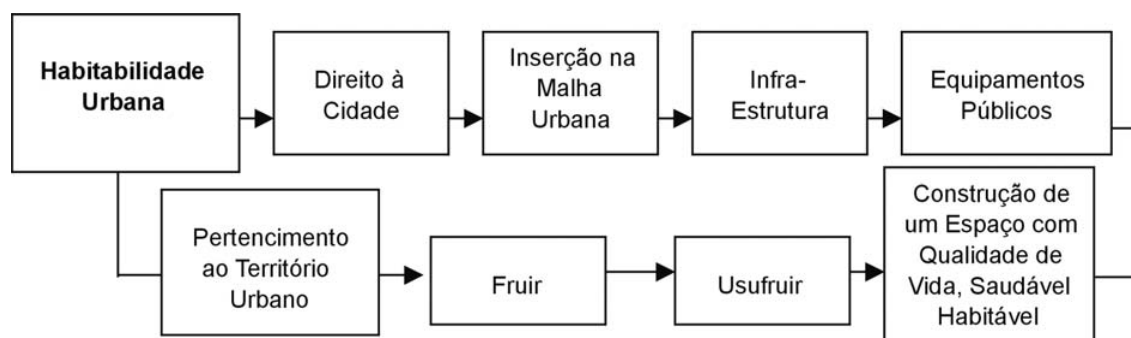 Habitabilidade
Urbana
Direito à
Cidade
Inserção na
Malha
Urbana
Infra-
Estrutura
Equipamentos
Públicos
Pertencimento
ao Território
Urbano
Fruir
Usufruir
Construção de
um Espaço com
Qualidade de
Vida, Saudável
Habitável